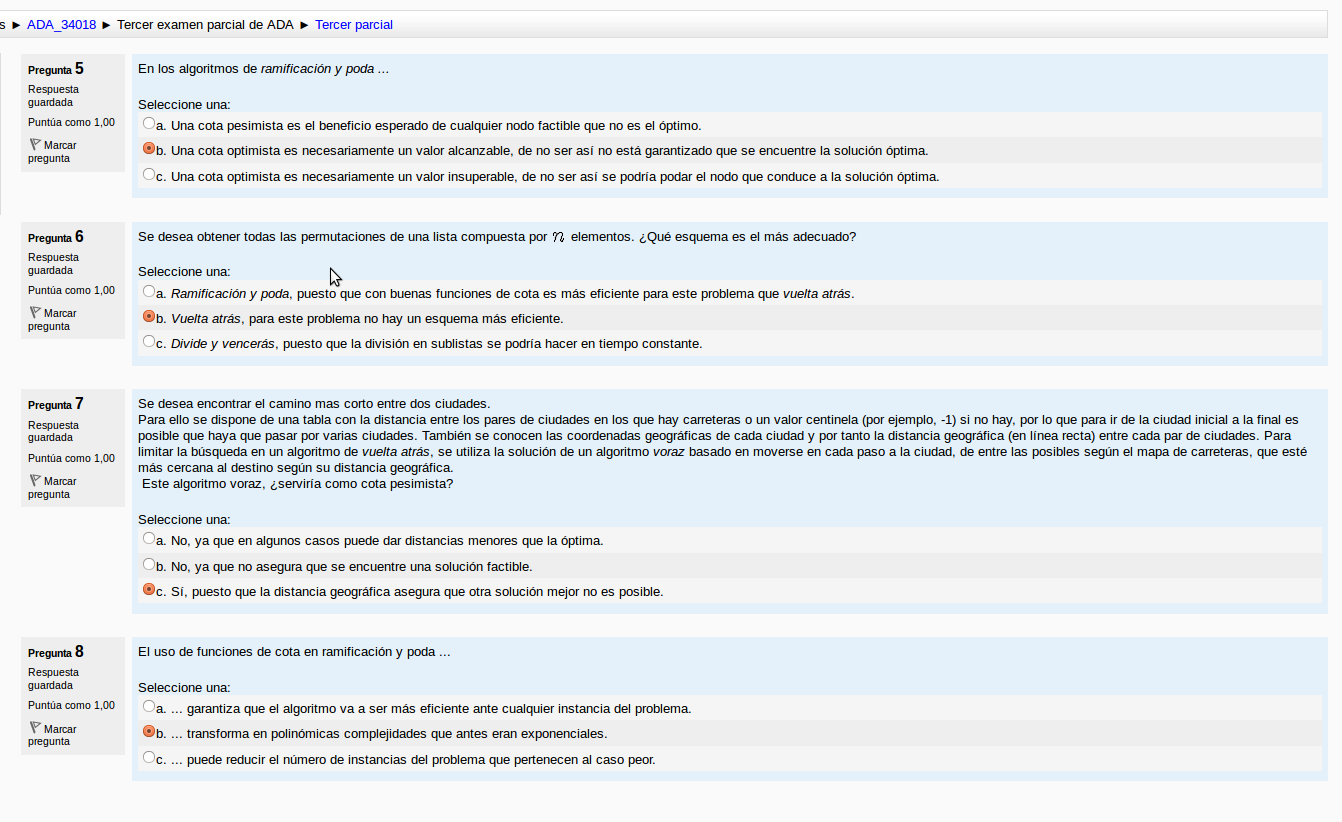 s ► ADA_34018 ► Tercer examen parcial de ADA ► Tercer parcial
Pregunta 5
Respuesta
guardada
Puntúa como 1,00
Marcar
pregunta
En los algoritmos de ramificación y poda ...
Seleccione una:
a. Una cota pesimista es el beneficio esperado de cualquier nodo factible que no es el óptimo.
b. Una cota optimista es necesariamente un valor alcanzable, de no ser así no está garantizado que se encuentre la solución óptima.
c. Una cota optimista es necesariamente un valor insuperable, de no ser así se podría podar el nodo que conduce a la solución óptima.
Pregunta 6
Respuesta
guardada
Puntúa como 1,00
Marcar
pregunta
Se desea obtener todas las permutaciones de una lista compuesta por n elementos. ¿Qué esquema es el más adecuado?
Seleccione una:
a. Ramificación y poda, puesto que con buenas funciones de cota es más eficiente para este problema que vuelta atrás.
b. Vuelta atrás, para este problema no hay un esquema más eficiente.
c. Divide y vencerás, puesto que la división en sublistas se podría hacer en tiempo constante.
Pregunta 7
Respuesta
guardada
Puntúa como 1,00
Marcar
pregunta
Se desea encontrar el camino mas corto entre dos ciudades.
Para ello se dispone de una tabla con la distancia entre los pares de ciudades en los que hay carreteras o un valor centinela (por ejemplo, -1) si no hay, por lo que para ir de la ciudad inicial a la final es
posible que haya que pasar por varias ciudades. También se conocen las coordenadas geográficas de cada ciudad y por tanto la distancia geográfica (en línea recta) entre cada par de ciudades. Para
limitar la búsqueda en un algoritmo de vuelta atrás, se utiliza la solución de un algoritmo voraz basado en moverse en cada paso a la ciudad, de entre las posibles según el mapa de carreteras, que esté
más cercana al destino según su distancia geográfica.
Este algoritmo voraz, ¿serviría como cota pesimista?
Seleccione una:
a. No, ya que en algunos casos puede dar distancias menores que la óptima.
b. No, ya que no asegura que se encuentre una solución factible.
c. Sí, puesto que la distancia geográfica asegura que otra solución mejor no es posible.
Pregunta 8
Respuesta
guardada
Puntúa como 1,00
Marcar
pregunta
El uso de funciones de cota en ramificación y poda ...
Seleccione una:
a. ... garantiza que el algoritmo va a ser más eficiente ante cualquier instancia del problema.
b. ... transforma en polinómicas complejidades que antes eran exponenciales.
c. ... puede reducir el número de instancias del problema que pertenecen al caso peor.